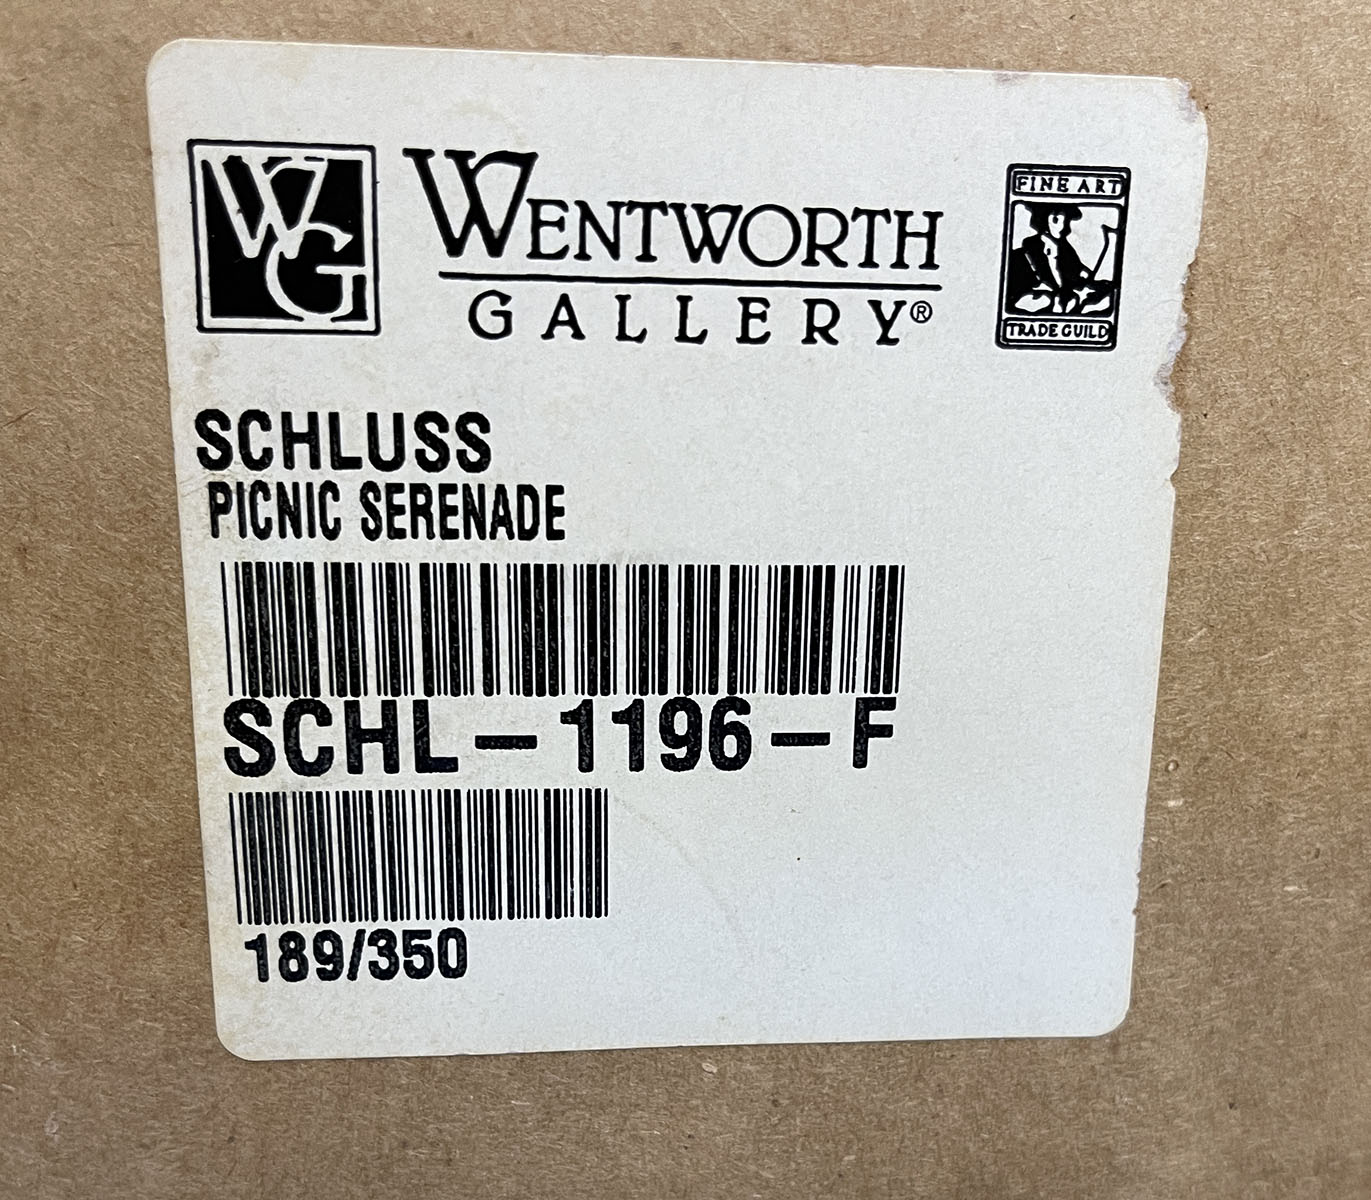 WG
WENTWORTH
GALLERY®
FINE ART
TRADE GUILD
SCHLUSS
PICNIC SERENADE
SCHL-1196-F
189/350